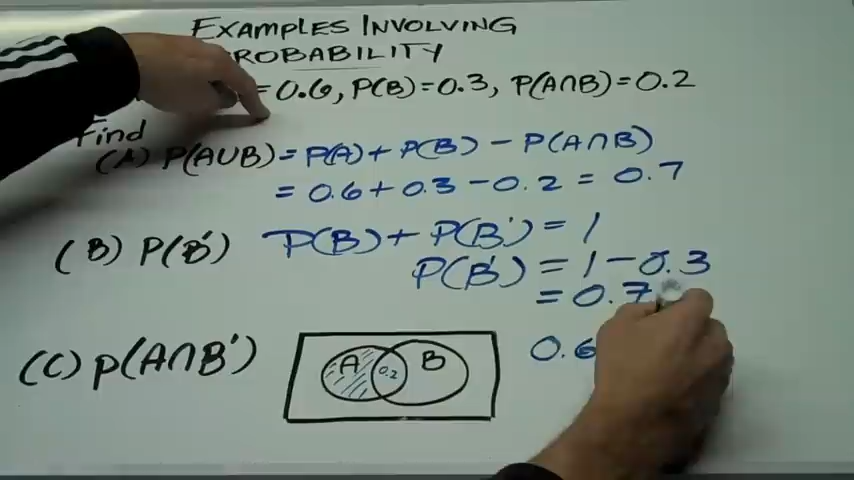 EXAMPLES INVOLVING
ROBABILITY
=0.6, P(B)=0.3, P(A∩B)=0.2
Find
(A) P(A∪B)=P(A)+P(B)-P(A∩B)
=0.6+0.3-0.2=0.7
(B) P(B') P(B)+P(B')=1
P(B')=1-0.3
=0.7
(C) P(A∩B') A 0.2 B 0.6